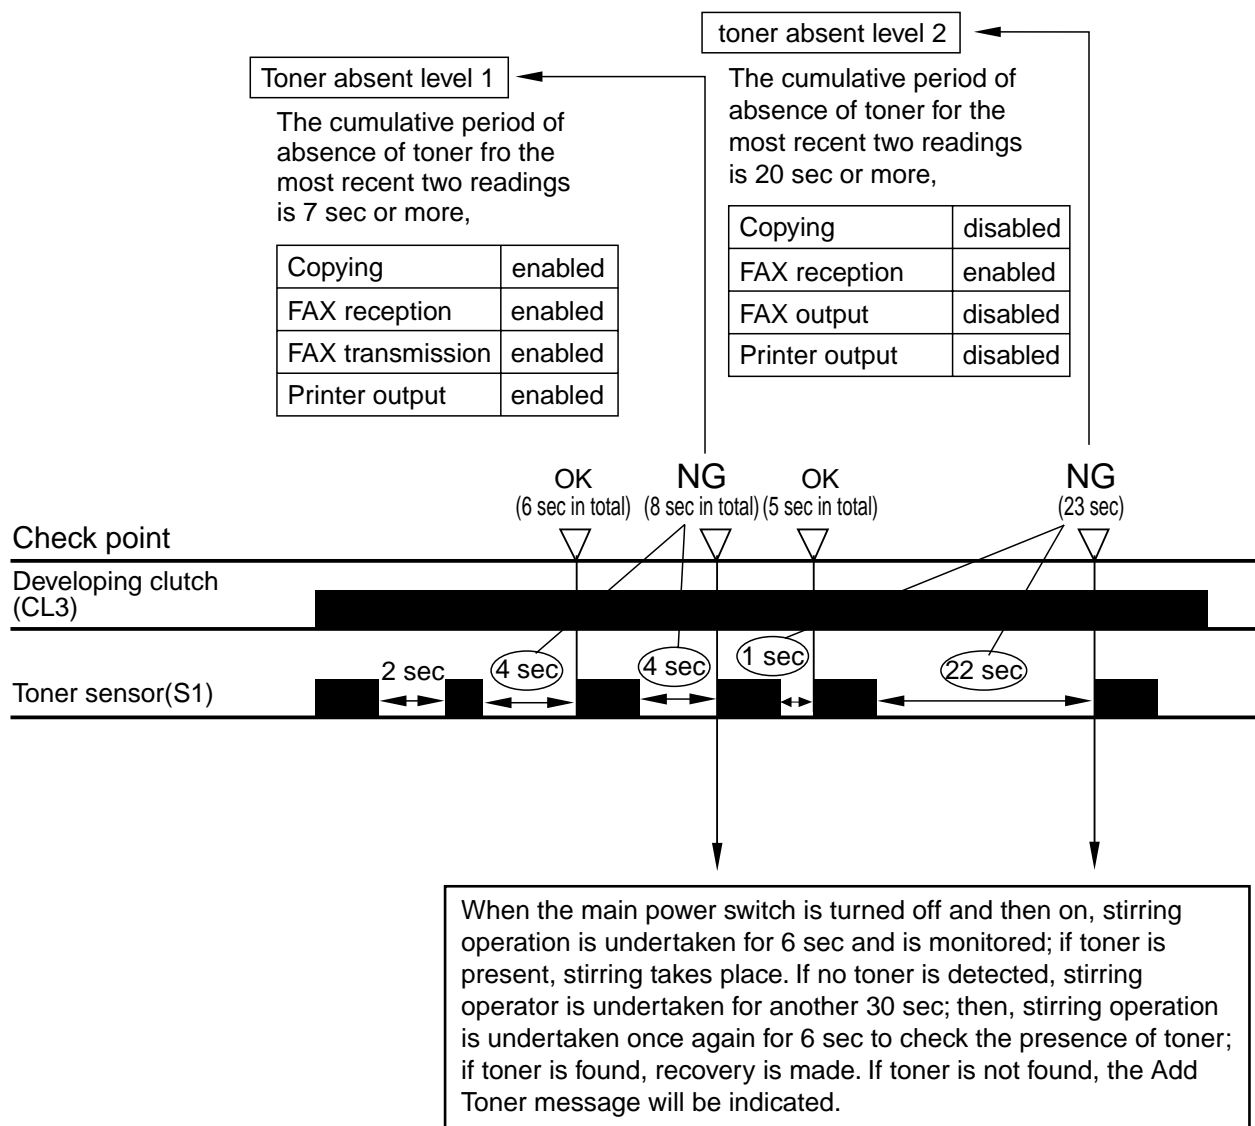 Toner absent level 1
The cumulative period of
absence of toner fro the
most recent two readings
is 7 sec or more,
Copying enabled
FAX reception enabled
FAX transmission enabled
Printer output enabled
toner absent level 2
The cumulative period of
absence of toner for the
most recent two readings
is 20 sec or more,
Copying disabled
FAX reception enabled
FAX output disabled
Printer output disabled
OK NG OK NG
(6 sec in total) (8 sec in total) (5 sec in total) (23 sec)
Check point
Developing clutch
(CL3)
2 sec 4 sec 4 sec 1 sec 22 sec
Toner sensor(S1)
When the main power switch is turned off and then on, stirring
operation is undertaken for 6 sec and is monitored; if toner is
present, stirring takes place. If no toner is detected, stirring
operator is undertaken for another 30 sec; then, stirring operation
is undertaken once again for 6 sec to check the presence of toner;
if toner is found, recovery is made. If toner is not found, the Add
Toner message will be indicated.